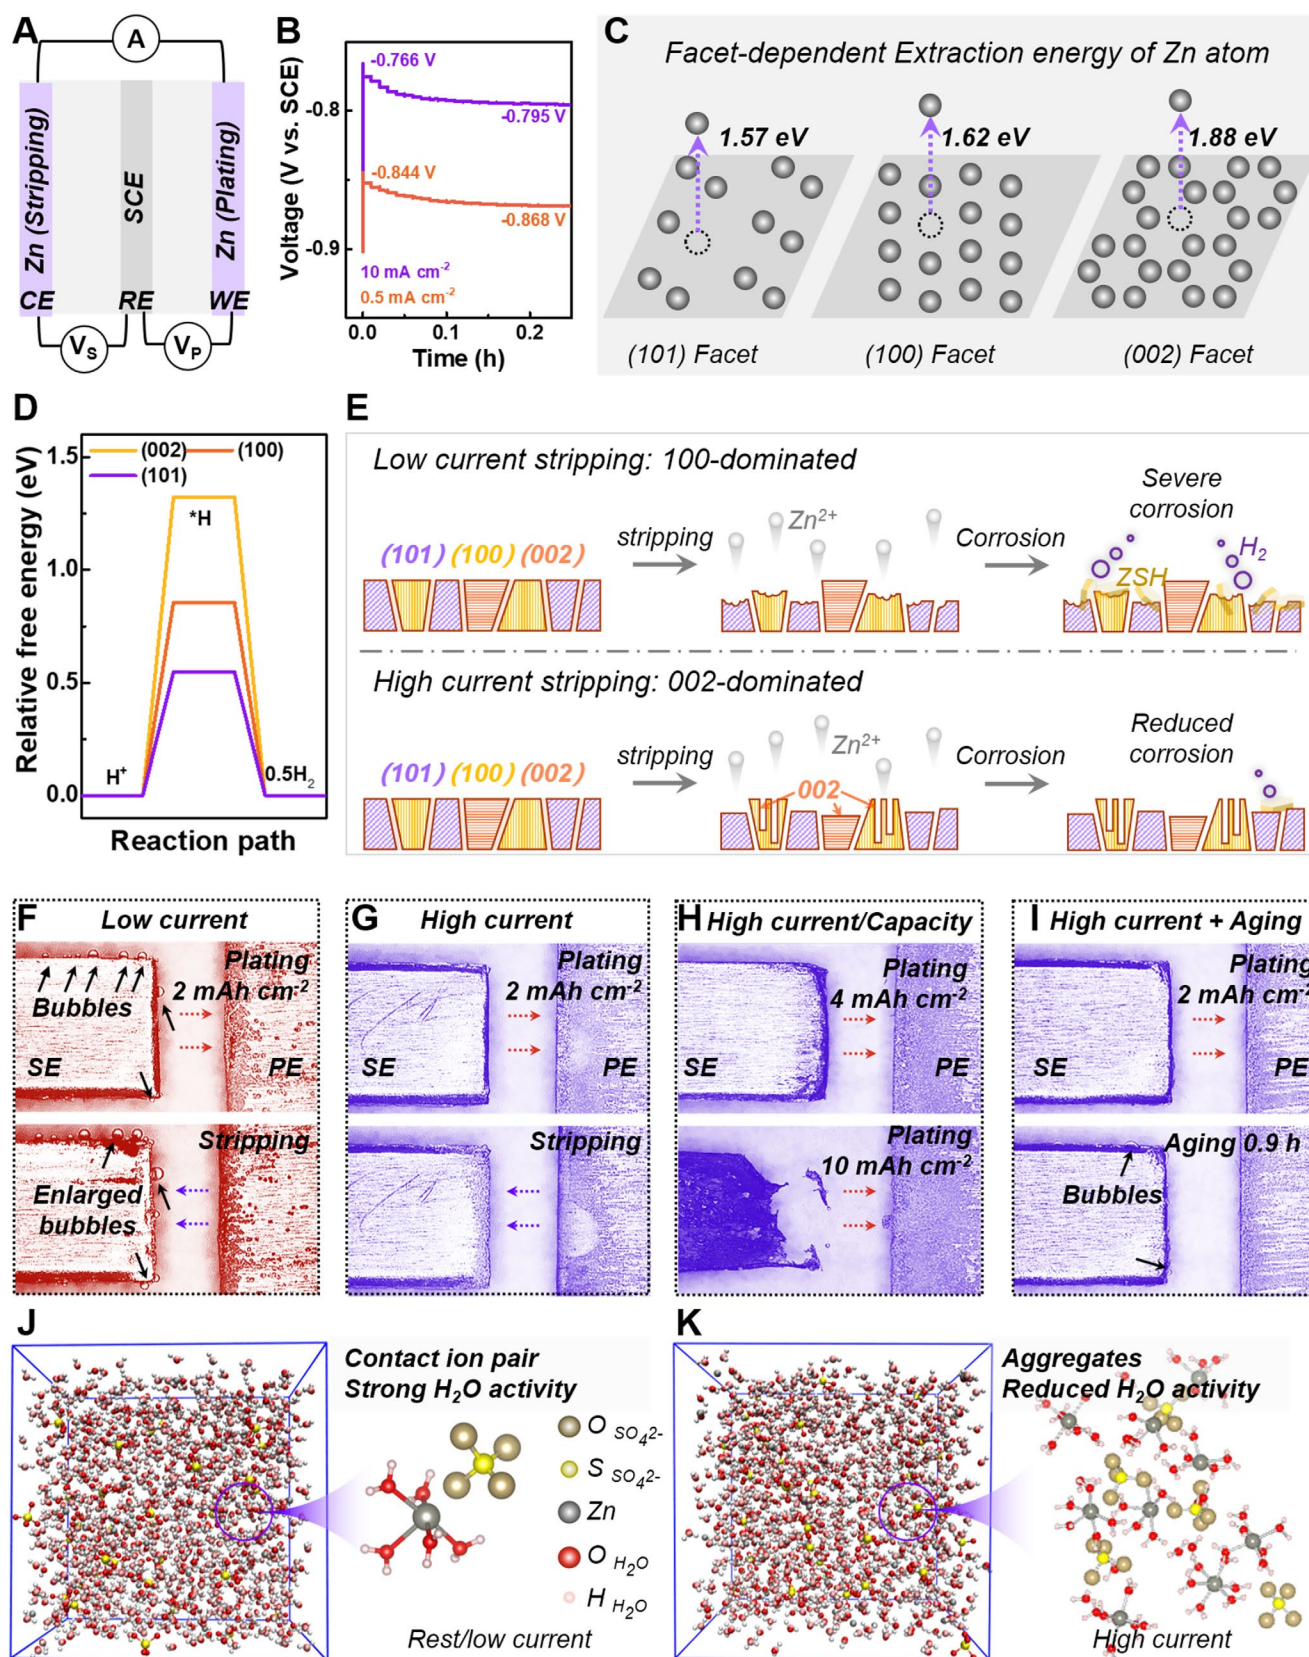 A
A
Zn (Stripping)
SCE
Zn (Plating)
CE
RE
WE
V_S
V_P
B
Voltage (V vs. SCE)
-0.8
-0.9
-0.766 V
-0.795 V
-0.844 V
-0.868 V
10 mA cm⁻²
0.5 mA cm⁻²
0.0 0.1 0.2
Time (h)
C
Facet-dependent Extraction energy of Zn atom
1.57 eV 1.62 eV 1.88 eV
(101) Facet (100) Facet (002) Facet
D
Relative free energy (eV)
1.5
1.0
0.5
0.0
(002) (100)
(101)
*H
H⁺
0.5H₂
Reaction path
E
Low current stripping: 100-dominated
(101) (100) (002)
stripping
Zn²⁺
Corrosion
Severe
corrosion
H₂
ZSH
High current stripping: 002-dominated
(101) (100) (002)
stripping
Zn²⁺
002
Corrosion
Reduced
corrosion
F
Low current
Plating
2 mAh cm⁻²
Bubbles
SE
PE
Stripping
Enlarged
bubbles
G
High current
Plating
2 mAh cm⁻²
SE
PE
Stripping
H
High current/Capacity
Plating
4 mAh cm⁻²
SE
PE
Plating
10 mAh cm⁻²
I
High current + Aging
Plating
2 mAh cm⁻²
SE
PE
Aging 0.9 h
Bubbles
J
Contact ion pair
Strong H₂O activity
O SO₄²⁻
S SO₄²⁻
Zn
O H₂O
H H₂O
Rest/low current
K
Aggregates
Reduced H₂O activity
High current